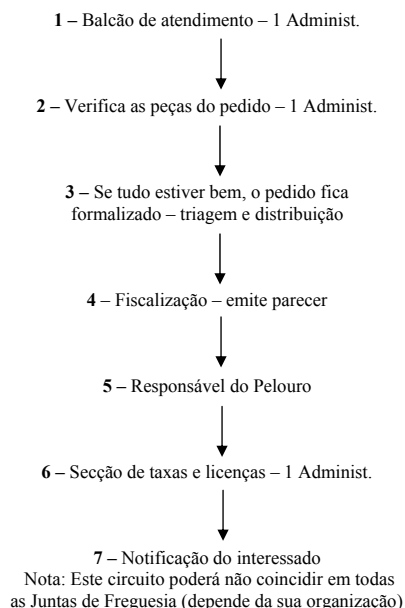 1 – Balcão de atendimento – 1 Administ.
2 – Verifica as peças do pedido – 1 Administ.
3 – Se tudo estiver bem, o pedido fica
formalizado – triagem e distribuição
4 – Fiscalização – emite parecer
5 – Responsável do Pelouro
6 – Secção de taxas e licenças – 1 Administ.
7 – Notificação do interessado
Nota: Este circuito poderá não coincidir em todas
as Juntas de Freguesia (depende da sua organização)